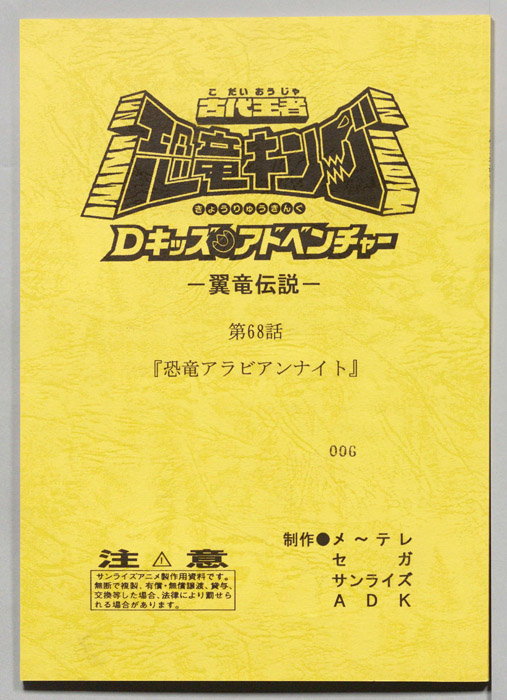 こだいおうじゃ
古代王者
恐竜キング
きょうりゅうきんぐ
Dキッズ・アドベンチャー
－翼竜伝説－
第68話
『恐竜アラビアンナイト』
006
制作●メ～テレ
セガ
サンライズ
ADK
注⚠意
サンライズアニメ製作用資料です。
無断で複製、有償・無償譲渡、貸与、
交換等した場合、法律により罰せら
れる場合があります。